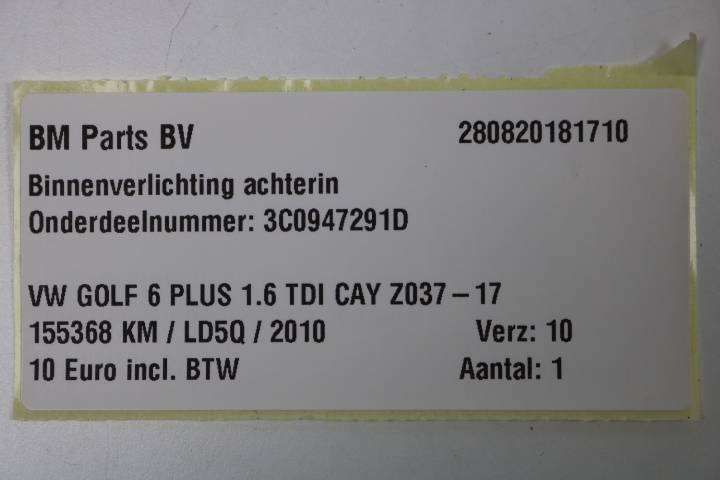 BM Parts BV 280820181710
Binnenverlichting achterin
Onderdeelnummer: 3C0947291D
VW GOLF 6 PLUS 1.6 TDI CAY Z037 – 17
155368 KM / LD5Q / 2010 Verz: 10
10 Euro incl. BTW Aantal: 1